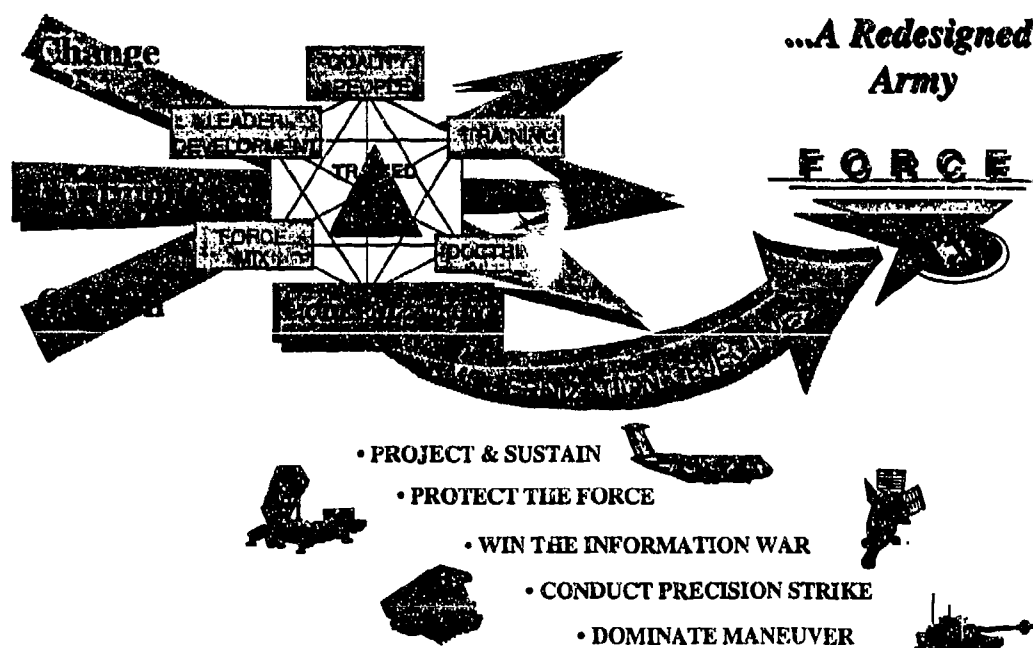 Change
...A Redesigned
Army
QUALITY
PEOPLE
LEADER
DEVELOPMENT
TRAINING
FORCE
FORCE
MIX
• PROJECT & SUSTAIN
• PROTECT THE FORCE
• WIN THE INFORMATION WAR
• CONDUCT PRECISION STRIKE
• DOMINATE MANEUVER